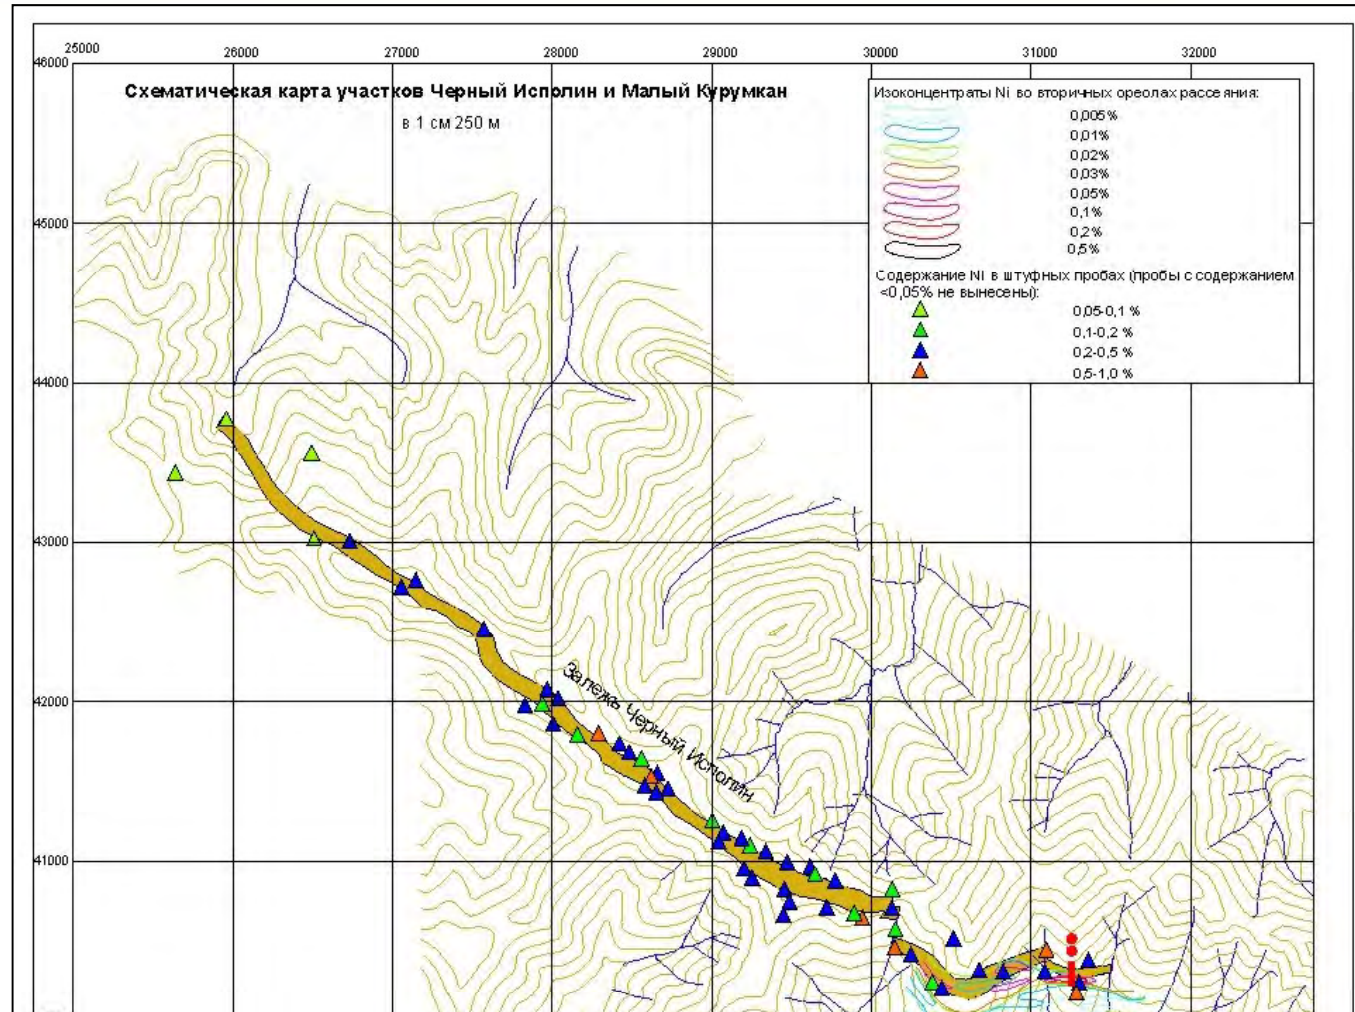 25000 26000 27000 28000 29000 30000 31000 32000
46000
Схематическая карта участков Черный Исполин и Малый Курумкан
в 1 см 250 м
Изоконцентраты Ni во вторичных ореолах рассеяния:
0,005%
0,01%
0,02%
0,03%
0,05%
0,1%
0,2%
0,5%
Содержание Ni в штуфных пробах (пробы с содержанием
<0,05% не вынесены):
0,05-0,1 %
0,1-0,2 %
0,2-0,5 %
0,5-1,0 %
45000
44000
43000
42000
Залежь Черный Исполин
41000